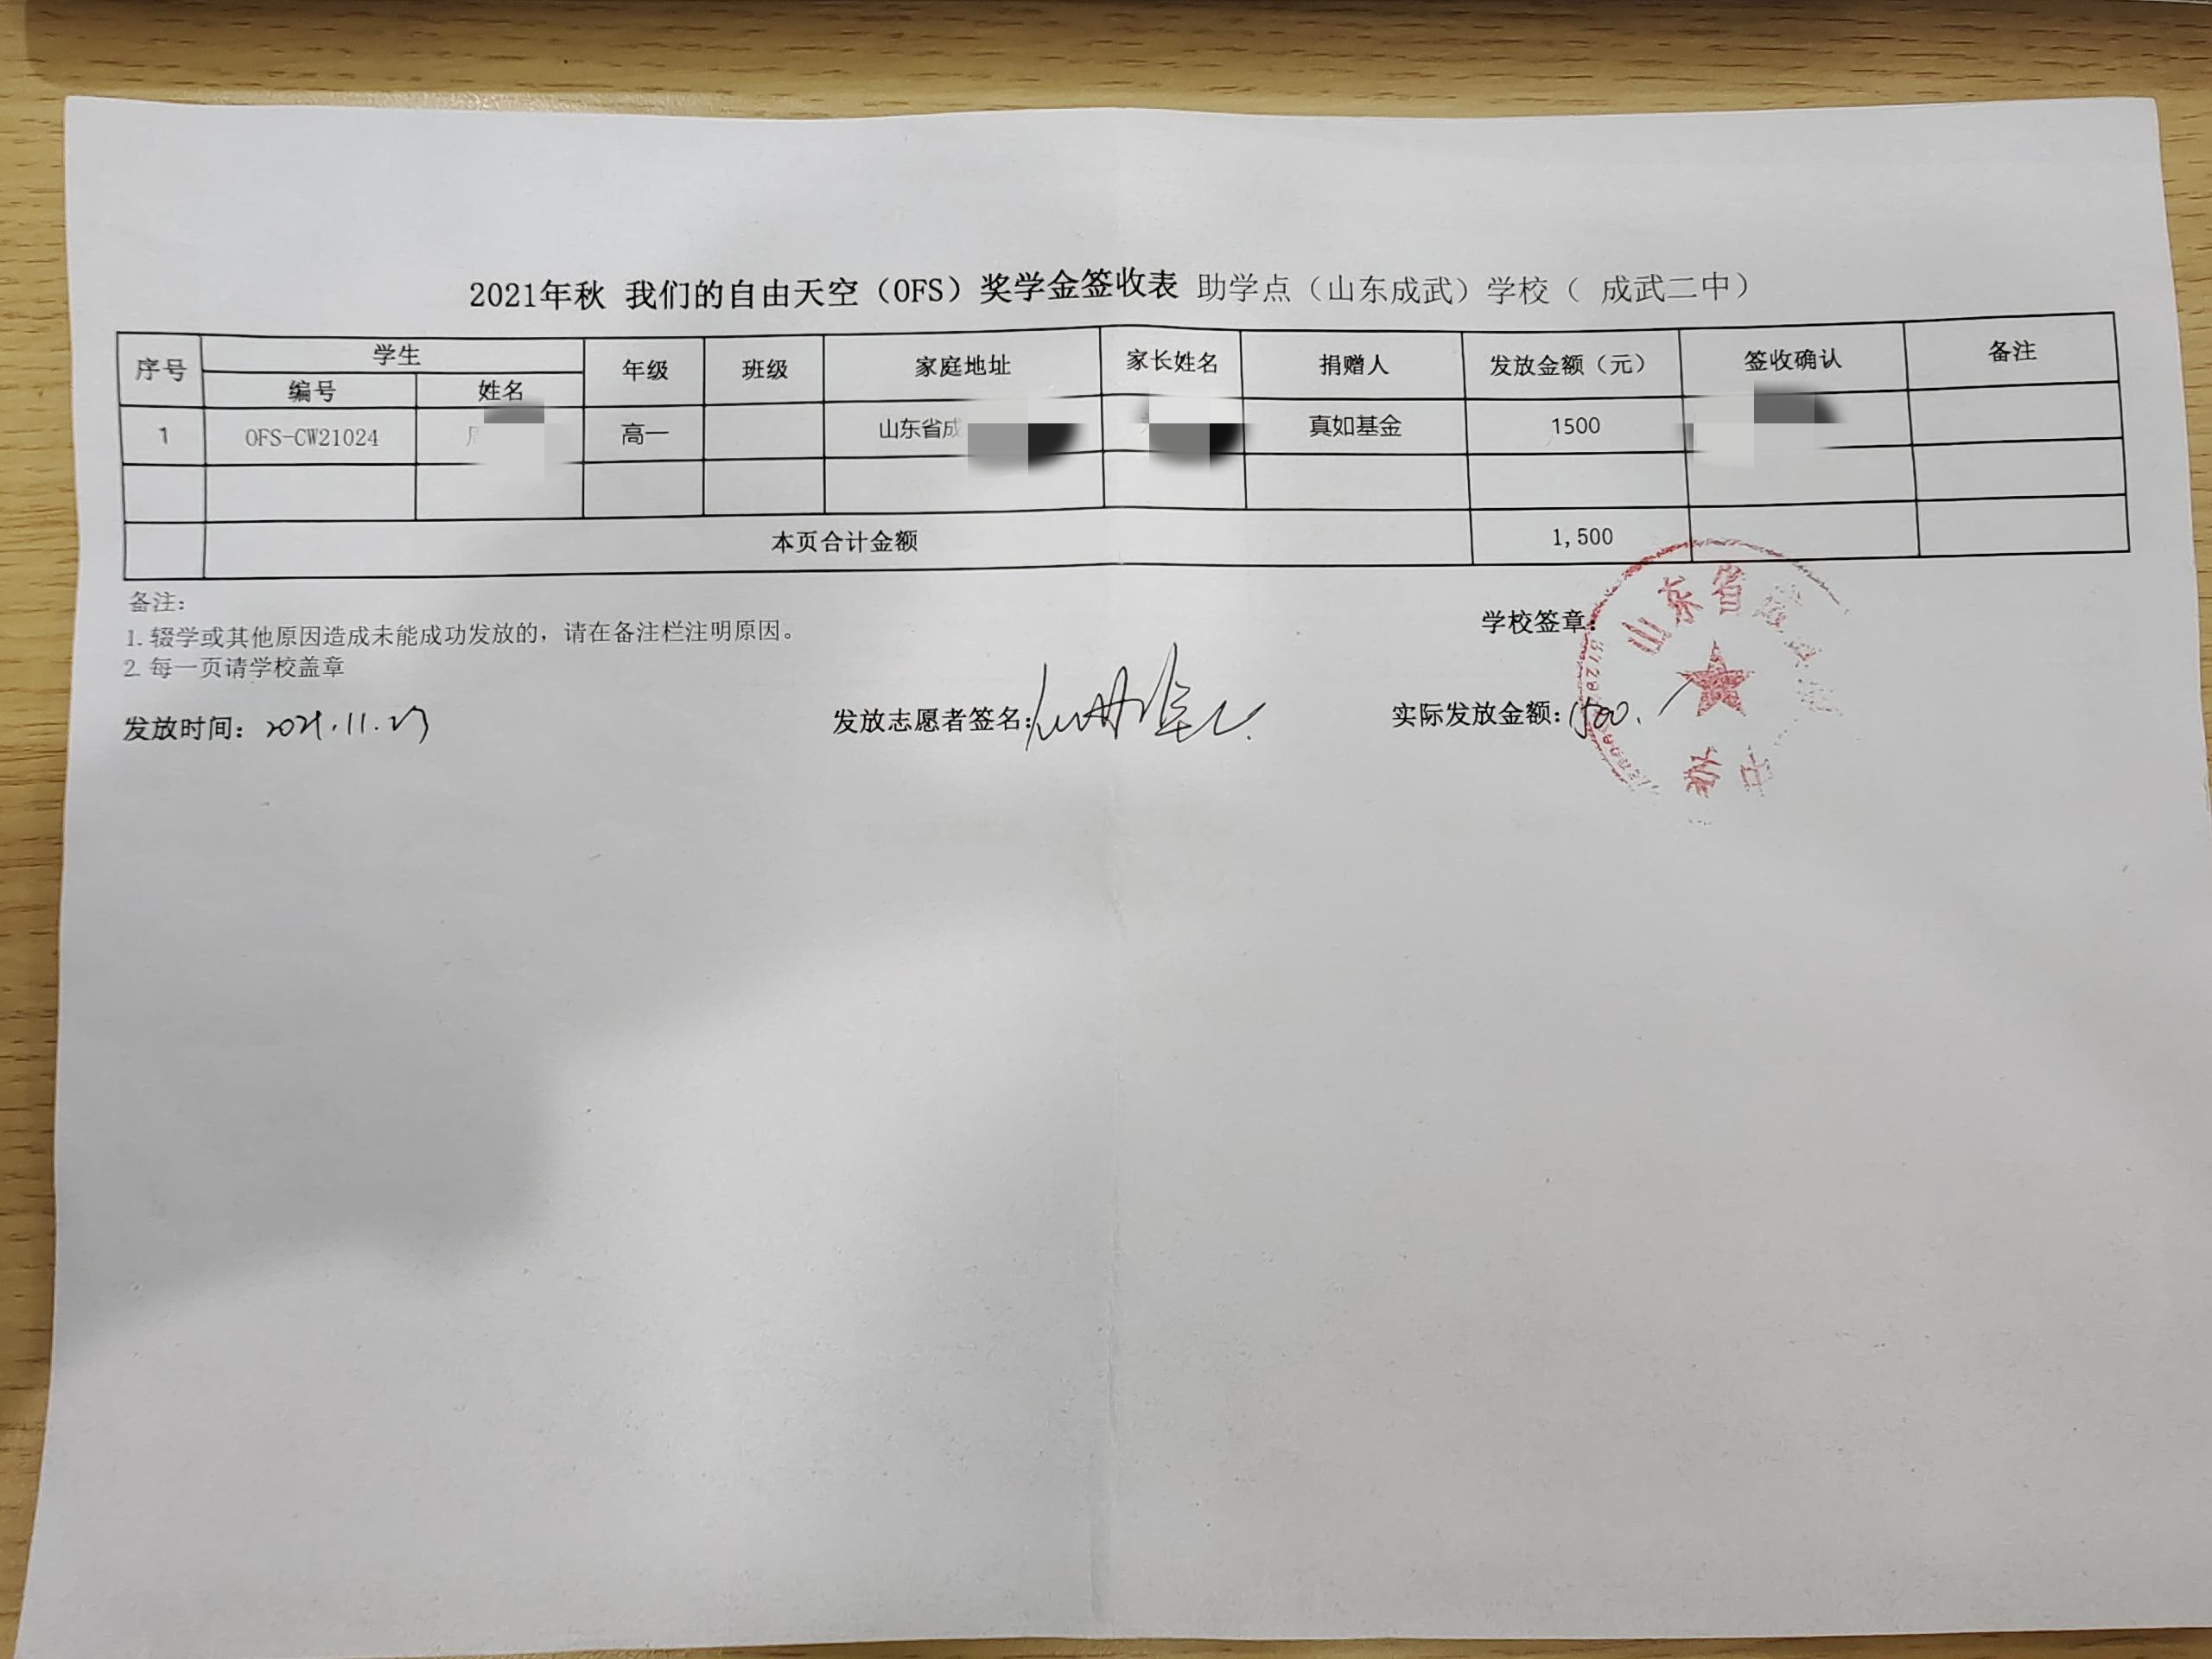 2021年秋 我们的自由天空（OFS）奖学金签收表 助学点（山东成武）学校（ 成武二中）
序号 学生 年级 班级 家庭地址 家长姓名 捐赠人 发放金额（元） 签收确认 备注
编号 姓名
1 OFS-CW21024 高一 山东省成 真如基金 1500
本页合计金额 1,500
备注：
1. 辍学或其他原因造成未能成功发放的，请在备注栏注明原因。
2. 每一页请学校盖章
学校签章：
发放时间：2021.11.23 发放志愿者签名： 实际发放金额：1500.
山东省
中